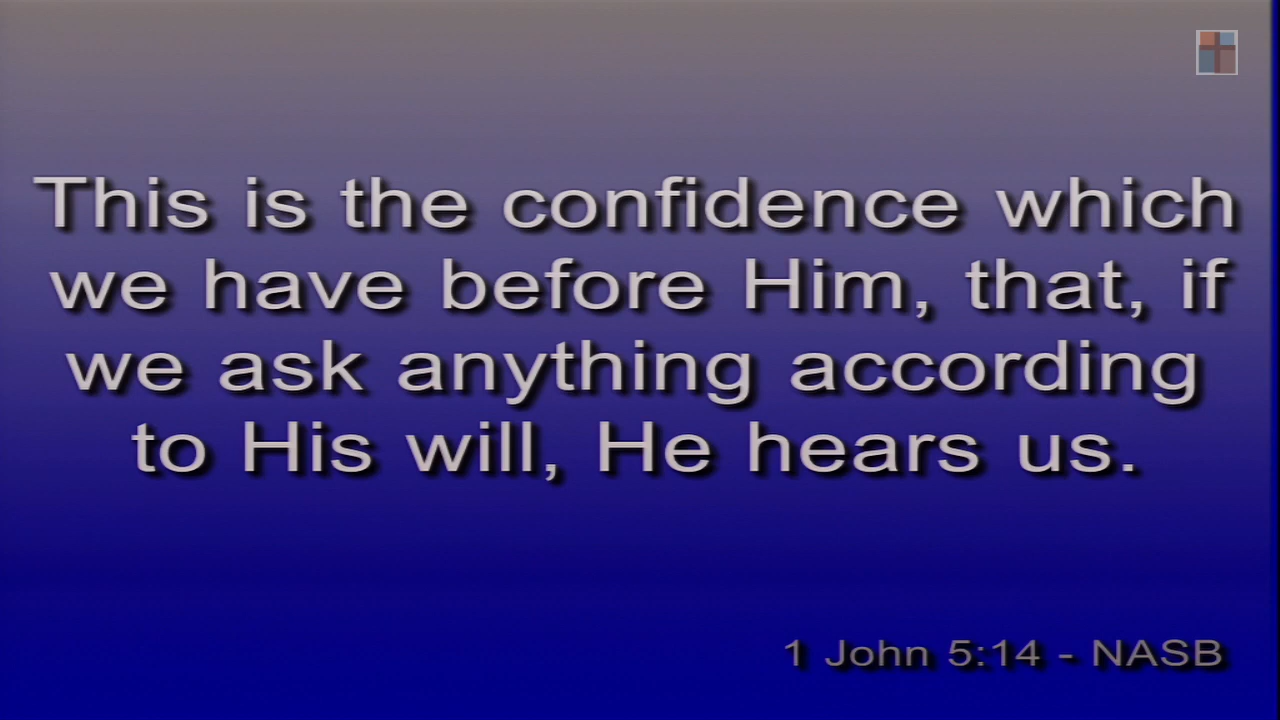 This is the confidence which
we have before Him, that, if
we ask anything according
to His will, He hears us.
1 John 5:14 - NASB